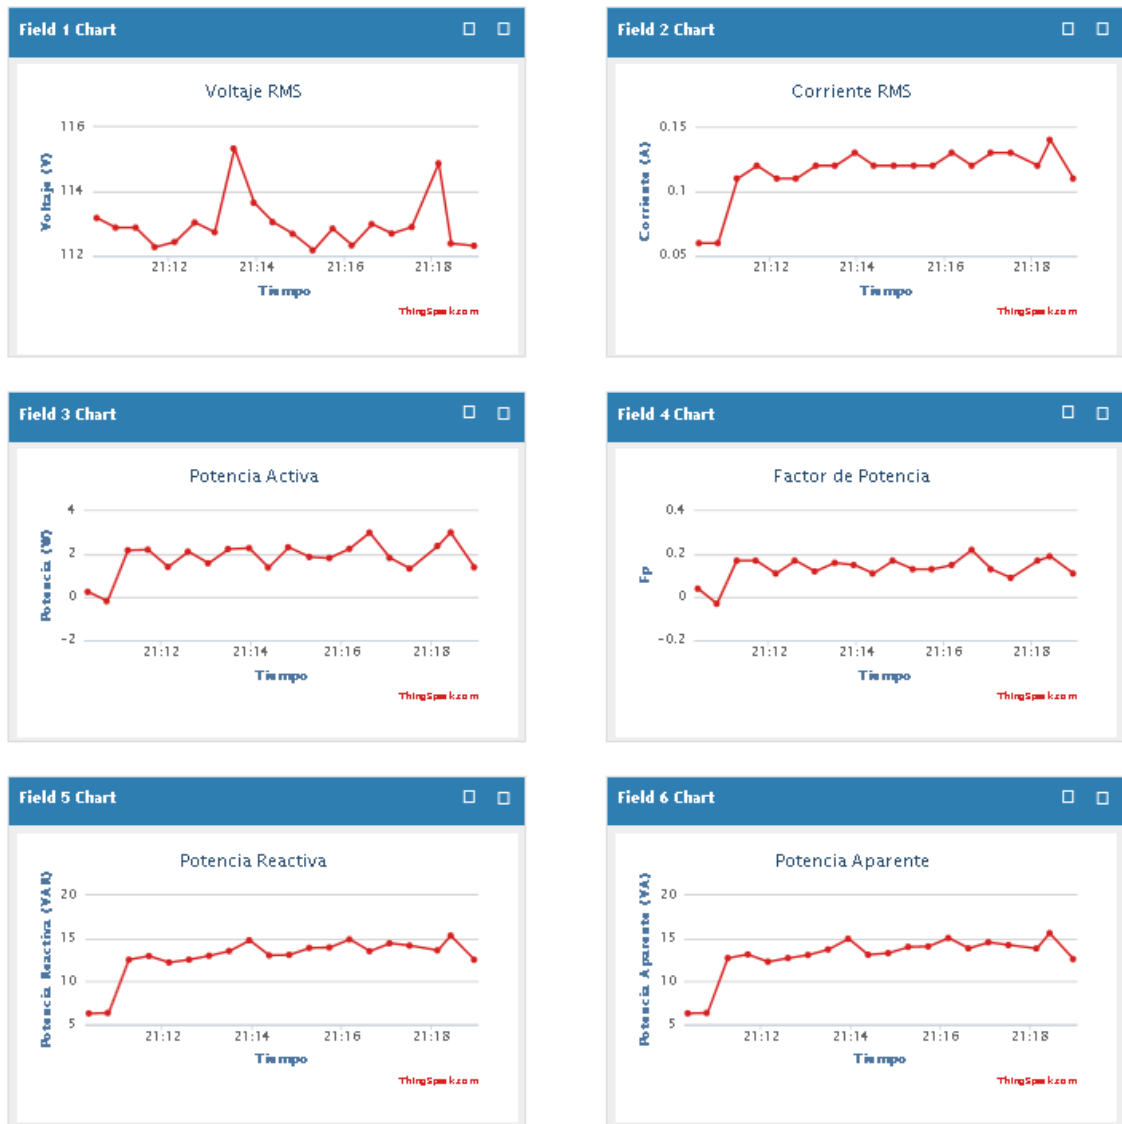 Field 1 Chart
Voltaje RMS
Voltaje (V)
116
114
112
21:12 21:14 21:16 21:18
Tiempo
ThingSpeak.com
Field 2 Chart
Corriente RMS
Corriente (A)
0.15
0.1
0.05
21:12 21:14 21:16 21:18
Tiempo
ThingSpeak.com
Field 3 Chart
Potencia Activa
Potencia (W)
4
2
0
-2
21:12 21:14 21:16 21:18
Tiempo
ThingSpeak.com
Field 4 Chart
Factor de Potencia
Fp
0.4
0.2
0
-0.2
21:12 21:14 21:16 21:18
Tiempo
ThingSpeak.com
Field 5 Chart
Potencia Reactiva
Potencia Reactiva (VAR)
20
15
10
5
21:12 21:14 21:16 21:18
Tiempo
ThingSpeak.com
Field 6 Chart
Potencia Aparente
Potencia Aparente (VA)
20
15
10
5
21:12 21:14 21:16 21:18
Tiempo
ThingSpeak.com